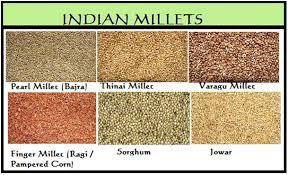 INDIAN MILLETS
Pearl Millet (Bajra)
Thinai Millet
Varagu Millet
Finger Millet (Ragi /
Pampered Corn)
Sorghum
Jowar